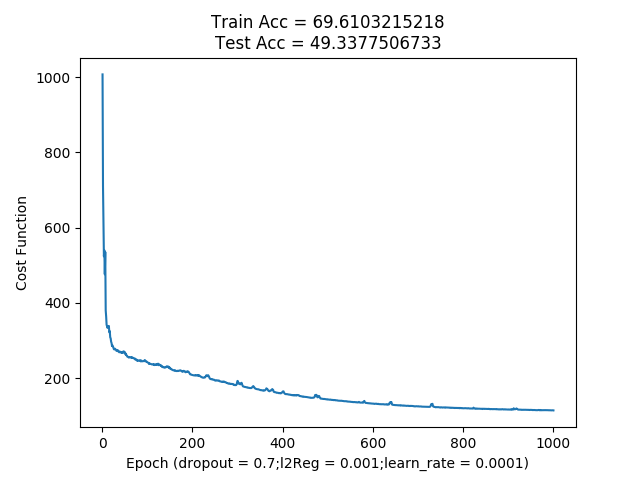 Train Acc = 69.6103215218
Test Acc = 49.3377506733
1000
800
600
400
200
Cost Function
0
200
400
600
800
1000
Epoch (dropout = 0.7;l2Reg = 0.001;learn_rate = 0.0001)